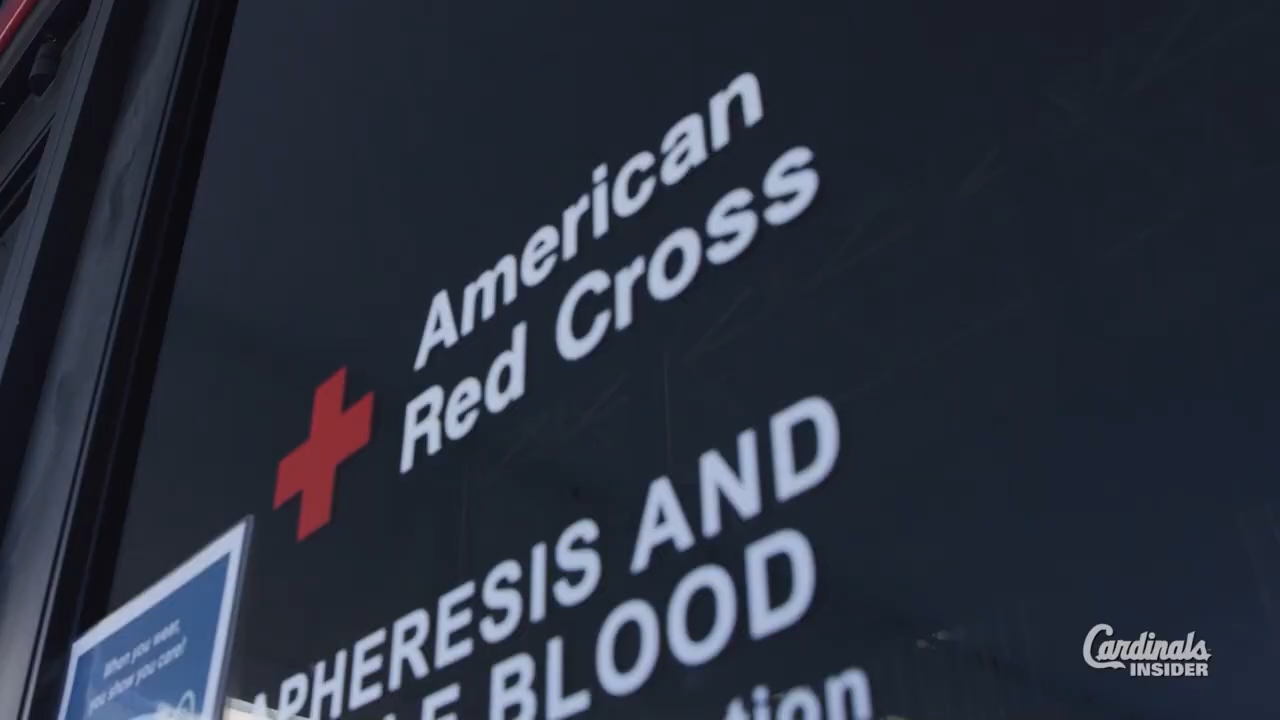 American
Red Cross
APHERESIS AND
BLOOD
When you wear,
you show you care!
Cardinals
INSIDER